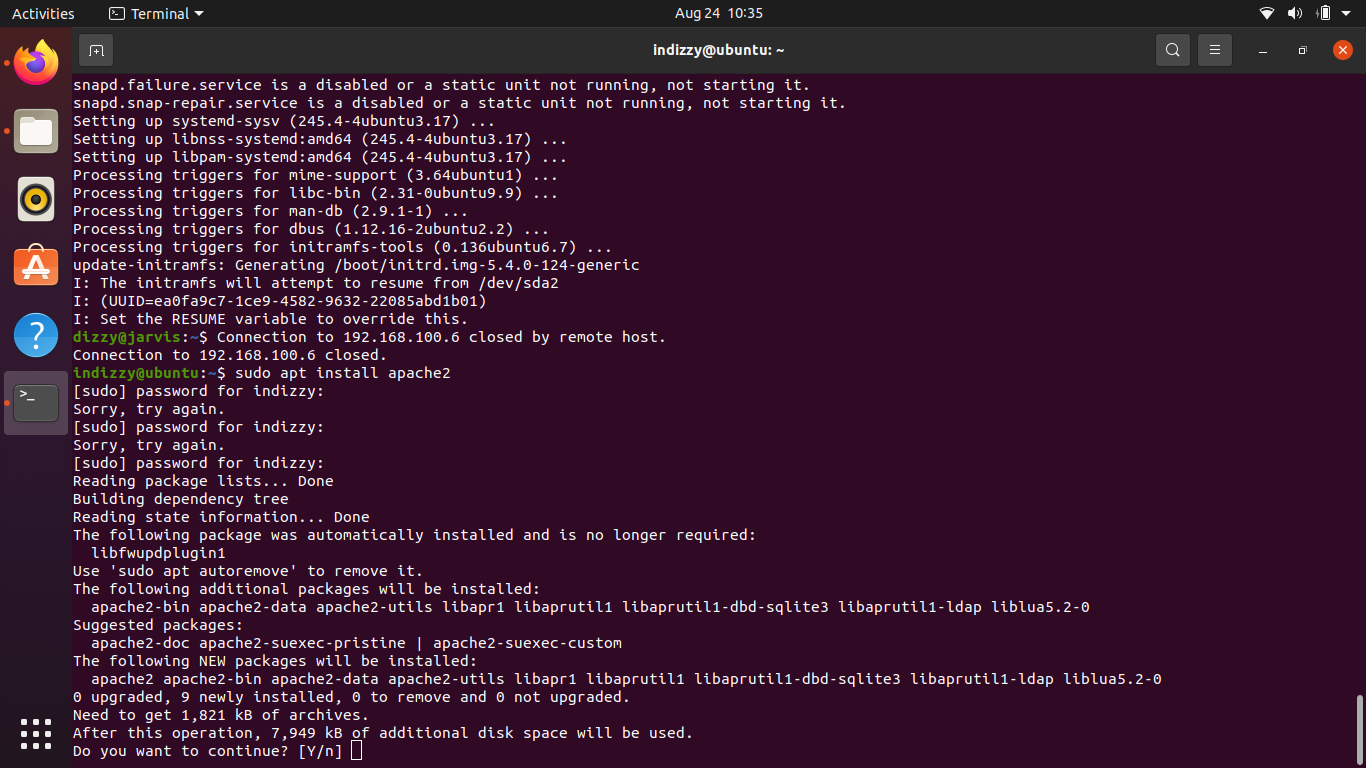 Activities
Terminal
Aug 24 10:35
indizzy@ubuntu: ~
snapd.failure.service is a disabled or a static unit not running, not starting it.
snapd.snap-repair.service is a disabled or a static unit not running, not starting it.
Setting up systemd-sysv (245.4-4ubuntu3.17) ...
Setting up libnss-systemd:amd64 (245.4-4ubuntu3.17) ...
Setting up libpam-systemd:amd64 (245.4-4ubuntu3.17) ...
Processing triggers for mime-support (3.64ubuntu1) ...
Processing triggers for libc-bin (2.31-0ubuntu9.9) ...
Processing triggers for man-db (2.9.1-1) ...
Processing triggers for dbus (1.12.16-2ubuntu2.2) ...
Processing triggers for initramfs-tools (0.136ubuntu6.7) ...
update-initramfs: Generating /boot/initrd.img-5.4.0-124-generic
I: The initramfs will attempt to resume from /dev/sda2
I: (UUID=ea0fa9c7-1ce9-4582-9632-22085abd1b01)
I: Set the RESUME variable to override this.
dizzy@jarvis:~$ Connection to 192.168.100.6 closed by remote host.
Connection to 192.168.100.6 closed.
indizzy@ubuntu:~$ sudo apt install apache2
[sudo] password for indizzy:
Sorry, try again.
[sudo] password for indizzy:
Sorry, try again.
[sudo] password for indizzy:
Reading package lists... Done
Building dependency tree
Reading state information... Done
The following package was automatically installed and is no longer required:
  libfwupdplugin1
Use 'sudo apt autoremove' to remove it.
The following additional packages will be installed:
  apache2-bin apache2-data apache2-utils libapr1 libaprutil1 libaprutil1-dbd-sqlite3 libaprutil1-ldap liblua5.2-0
Suggested packages:
  apache2-doc apache2-suexec-pristine | apache2-suexec-custom
The following NEW packages will be installed:
  apache2 apache2-bin apache2-data apache2-utils libapr1 libaprutil1 libaprutil1-dbd-sqlite3 libaprutil1-ldap liblua5.2-0
0 upgraded, 9 newly installed, 0 to remove and 0 not upgraded.
Need to get 1,821 kB of archives.
After this operation, 7,949 kB of additional disk space will be used.
Do you want to continue? [Y/n]